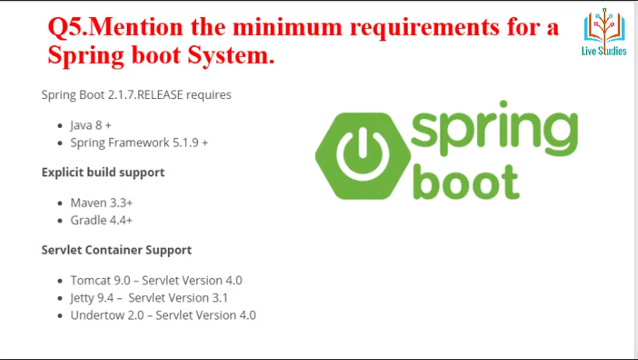 Q5.Mention the minimum requirements for a
Spring boot System.
Live Studies
Spring Boot 2.1.7.RELEASE requires
Java 8 +
Spring Framework 5.1.9 +
Explicit build support
Maven 3.3+
Gradle 4.4+
Servlet Container Support
Tomcat 9.0 – Servlet Version 4.0
Jetty 9.4 –  Servlet Version 3.1
Undertow 2.0 – Servlet Version 4.0
spring
boot